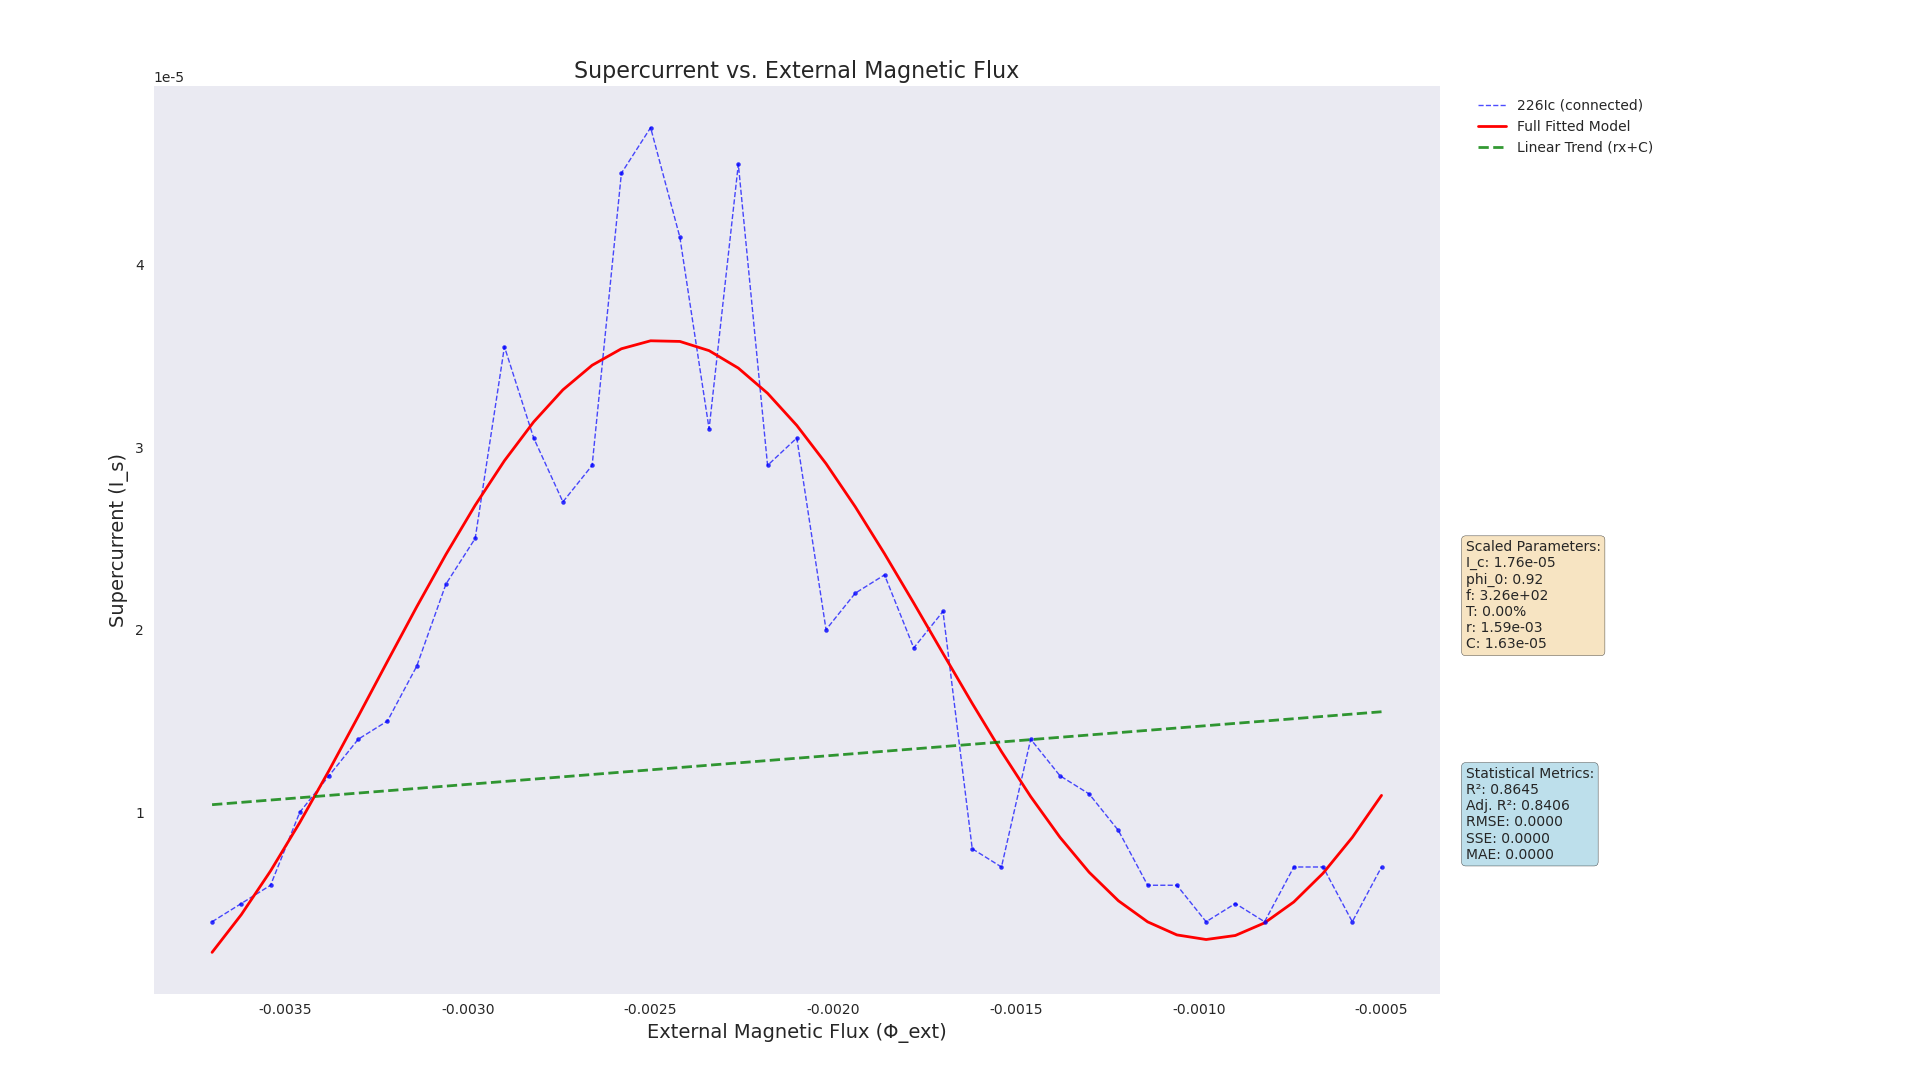 Supercurrent vs. External Magnetic Flux
1e-5
4
3
2
1
Supercurrent (I_s)
-0.0035
-0.0030
-0.0025
-0.0020
-0.0015
-0.0010
-0.0005
External Magnetic Flux (Φ_ext)
226Ic (connected)
Full Fitted Model
Linear Trend (rx+C)
Scaled Parameters:
I_c: 1.76e-05
phi_0: 0.92
f: 3.26e+02
T: 0.00%
r: 1.59e-03
C: 1.63e-05
Statistical Metrics:
R²: 0.8645
Adj. R²: 0.8406
RMSE: 0.0000
SSE: 0.0000
MAE: 0.0000